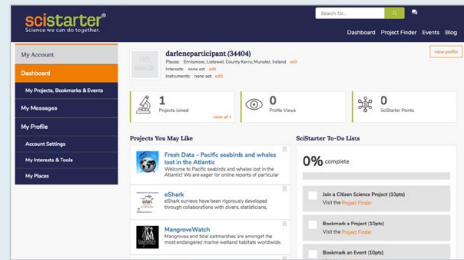 scistarter®
Science we can do together.
Search for...
Dashboard Project Finder Events Blog
My Account
Dashboard
My Projects, Bookmarks & Events
My Messages
My Profile
Account Settings
My Interests & Tools
My Places
darleneparticipant (34404)
view profile
Places: Ennismore, Listowel, County Kerry, Munster, Ireland edit
Interests: none set edit
Instruments: none set edit
1
Projects Joined
view all >
0
Profile Views
0
SciStarter Points
Projects You May Like
Fresh Data - Pacific seabirds and whales
lost in the Atlantic
Welcome to Pacific seabirds and whales lost in the
Atlantic! We are eager for online reports of particular
eShark
eShark surveys have been rigorously developed
through collaborations with divers, statisticians,
MangroveWatch
Mangroves and tidal saltmarshes are amongst the
most endangered marine wetland habitats worldwide.
SciStarter To-Do Lists
0% complete
Join a Citizen Science Project (10pts)
Visit the Project Finder
Bookmark a Project (10pts)
Visit the Project Finder
Bookmark an Event (10pts)